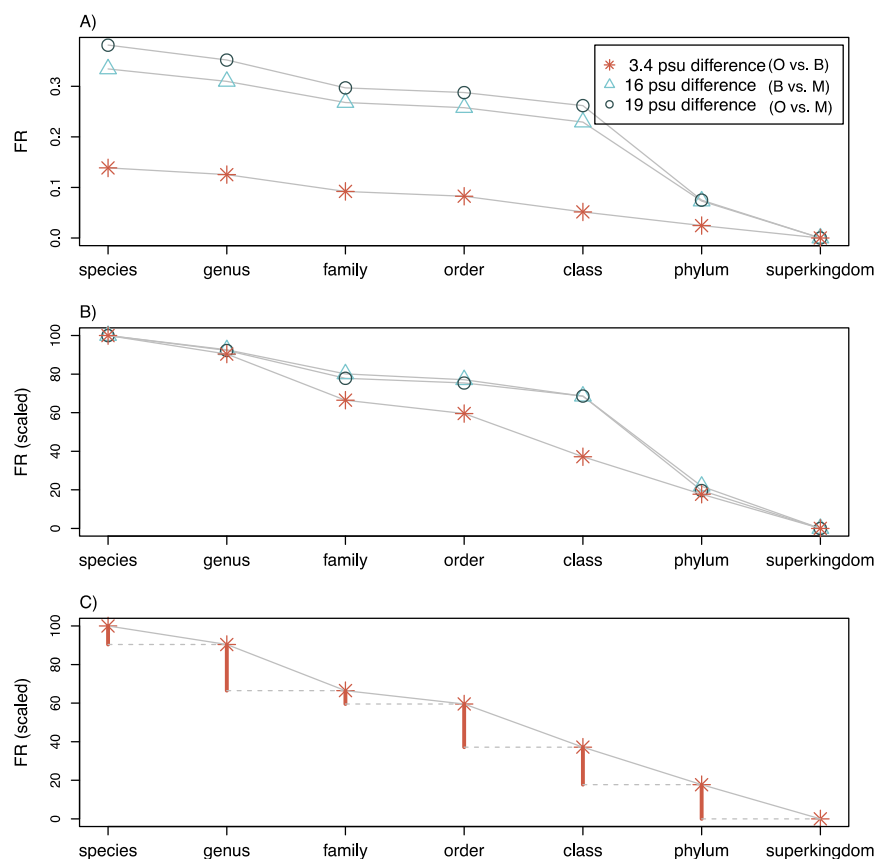 A)
3.4 psu difference (O vs. B)
16 psu difference (B vs. M)
19 psu difference (O vs. M)
FR
0.3
0.2
0.1
0.0
species genus family order class phylum superkingdom
B)
FR (scaled)
100
80
60
40
20
0
species genus family order class phylum superkingdom
C)
FR (scaled)
100
80
60
40
20
0
species genus family order class phylum superkingdom